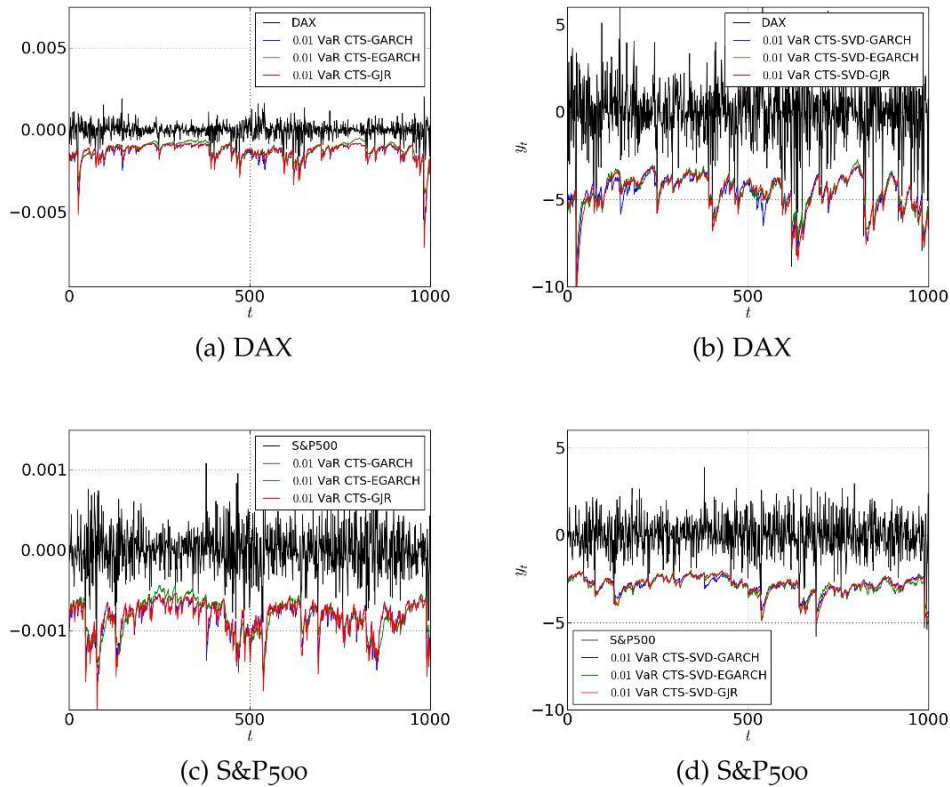 DAX
0.01 VaR CTS-GARCH
0.01 VaR CTS-EGARCH
0.01 VaR CTS-GJR
0.005
0.000
−0.005
0
500
1000
t
(a) DAX
DAX
0.01 VaR CTS-SVD-GARCH
0.01 VaR CTS-SVD-EGARCH
0.01 VaR CTS-SVD-GJR
5
0
−5
−10
y_t
0
500
1000
t
(b) DAX
S&P500
0.01 VaR CTS-GARCH
0.01 VaR CTS-EGARCH
0.01 VaR CTS-GJR
0.001
0.000
−0.001
0
500
1000
t
(c) S&P500
5
0
−5
−10
y_t
S&P500
0.01 VaR CTS-SVD-GARCH
0.01 VaR CTS-SVD-EGARCH
0.01 VaR CTS-SVD-GJR
0
500
1000
t
(d) S&P500